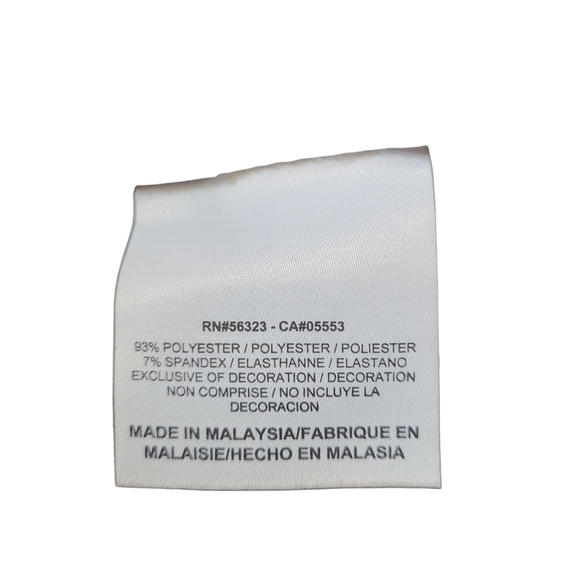 RN#56323 - CA#05553
93% POLYESTER / POLYESTER / POLIESTER
7% SPANDEX / ELASTHANNE / ELASTANO
EXCLUSIVE OF DECORATION / DECORATION
NON COMPRISE / NO INCLUYE LA
DECORACION
MADE IN MALAYSIA/FABRIQUE EN
MALAISIE/HECHO EN MALASIA